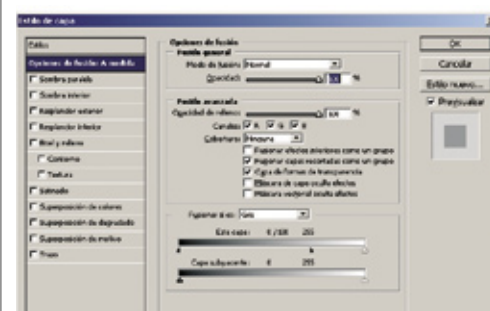 Estilo de capa
Estilos
Opciones de fusión: A medida
Sombra paralela
Sombra interior
Resplandor exterior
Resplandor interior
Bisel y relieve
Contorno
Textura
Satinado
Superposición de colores
Superposición de degradado
Superposición de motivo
Trazo
Opciones de fusión
Fusión general
Modo de fusión: Normal
Opacidad: %
Fusión avanzada
Opacidad de relleno: 100 %
Canales: R G B
Cobertura: Ninguna
Fusionar efectos interiores como un grupo
Fusionar capas recortadas como un grupo
Capa de formas de transparencia
Máscara de capa oculta efectos
Máscara vectorial oculta efectos
Fusionar si es: Gris
Esta capa: 255
Capa subyacente: 0 255
OK
Cancelar
Estilo nuevo...
Previsualizar